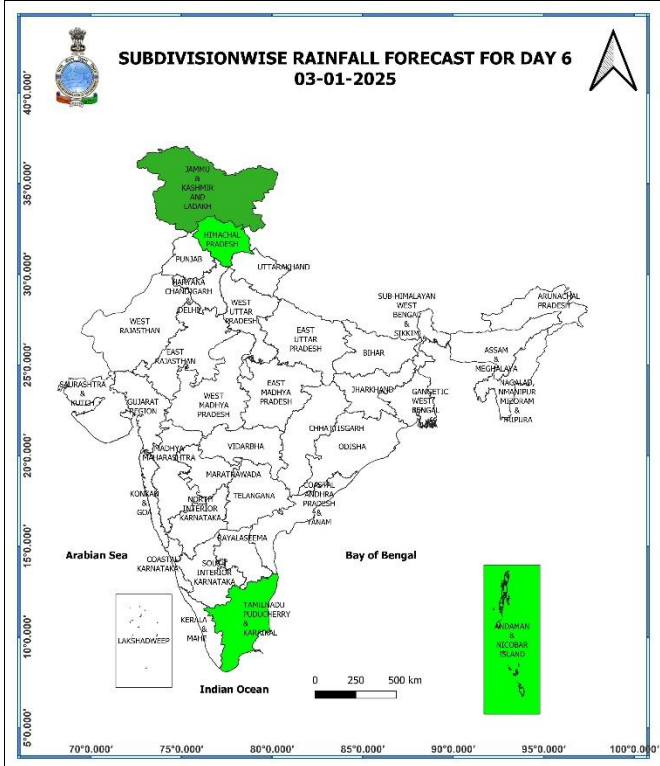 SUBDIVISIONWISE RAINFALL FORECAST FOR DAY 6
03-01-2025
40°0.000'
35°0.000'
30°0.000'
25°0.000'
20°0.000'
15°0.000'
10°0.000'
5°0.000'
JAMMU
&
KASHMIR
AND
LADAKH
HIMACHAL
PRADESH
PUNJAB
UTTARAKHAND
HARYANA
CHANDIGARH
&
DELHI
WEST
RAJASTHAN
WEST
UTTAR
PRADESH
EAST
UTTAR
PRADESH
SUB HIMALAYAN
WEST
BENGAL
&
SIKKIM
ARUNACHAL
PRADESH
EAST
RAJASTHAN
BIHAR
ASSAM
&
MEGHALAYA
NAGALAD,
NMANIPUR
MIZORAM
&
TRIPURA
SAURASHTRA
&
KUTCH
GUJARAT
REGION
WEST
MADHYA
PRADESH
EAST
MADHYA
PRADESH
JHARKHAND
GANGETIC
WEST
BENGAL
CHHATTISGARH
ODISHA
MADHYA
MAHARASHTRA
VIDARBHA
MARATHWADA
KONKAN
&
GOA
NORTH
INTERIOR
KARNATAKA
TELANGANA
COASTAL
ANDHRA
PRADESH
&
YANAM
RAYALASEEMA
Arabian Sea
Bay of Bengal
COASTAL
KARNATAKA
SOUTH
INTERIOR
KARNATAKA
TAMILNADU
PUDUCHERRY
&
KARAIKAL
KERALA
&
MAHE
LAKSHADWEEP
ANDAMAN
&
NICOBAR
ISLAND
Indian Ocean
0 250 500 km
70°0.000' 75°0.000' 80°0.000' 85°0.000' 90°0.000' 95°0.000' 100°0.000'